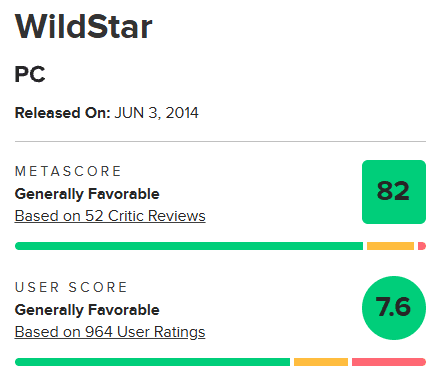 WildStar
PC
Released On: JUN 3, 2014
METASCORE
Generally Favorable
Based on 52 Critic Reviews
82
USER SCORE
Generally Favorable
Based on 964 User Ratings
7.6